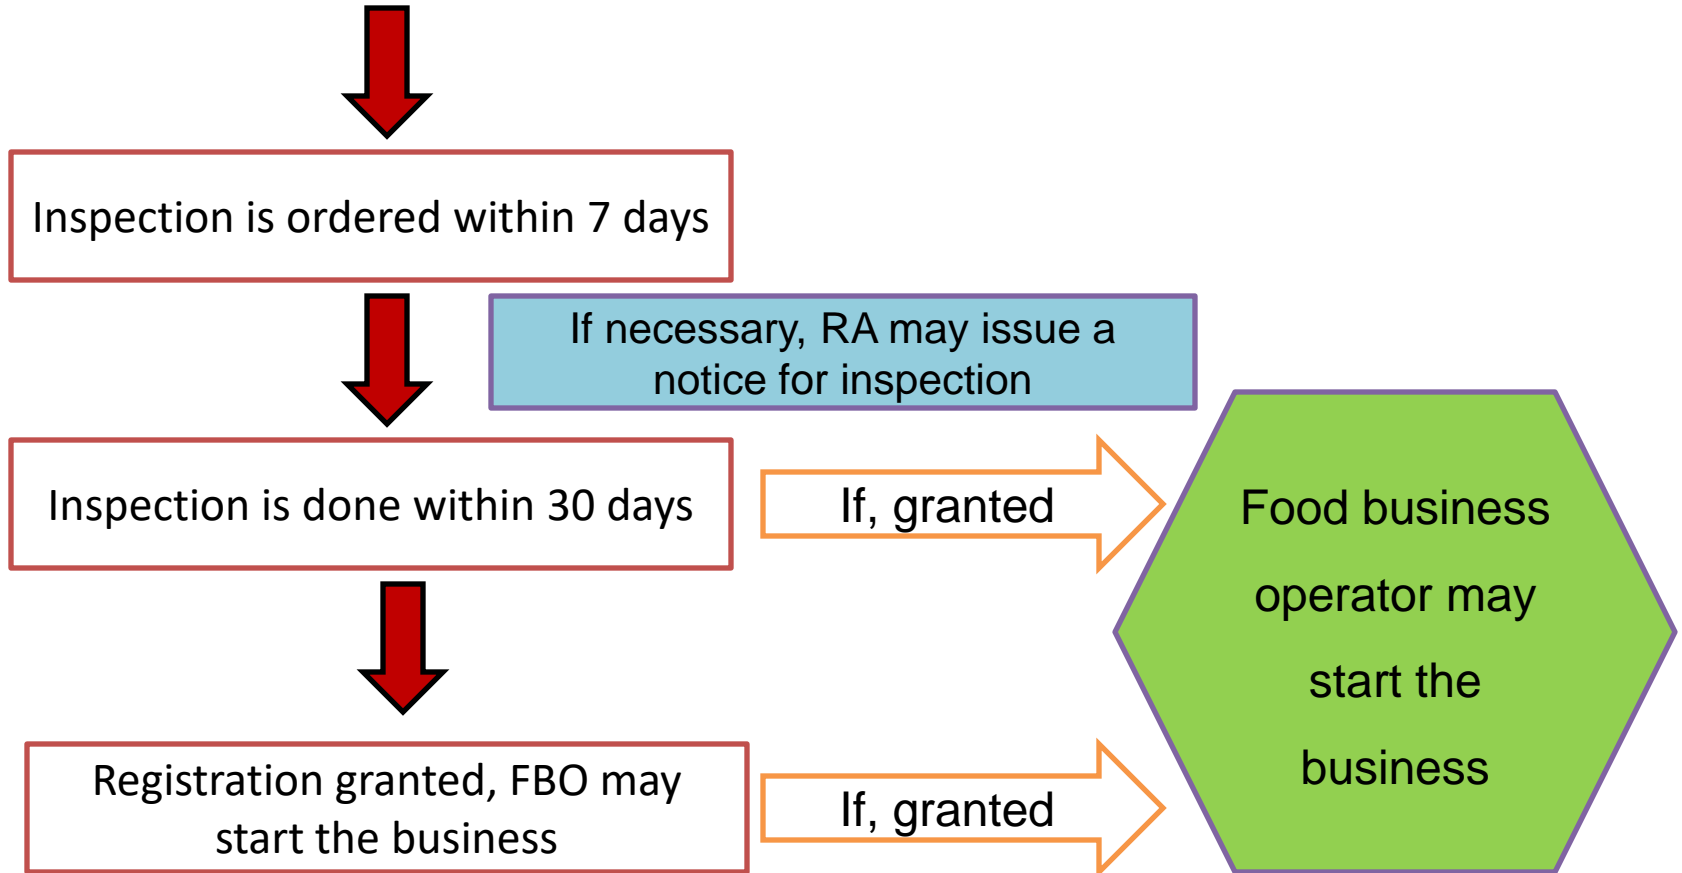 Inspection is ordered within 7 days
If necessary, RA may issue a
notice for inspection
Inspection is done within 30 days
If, granted
Food business
operator may
start the
business
Registration granted, FBO may
start the business
If, granted